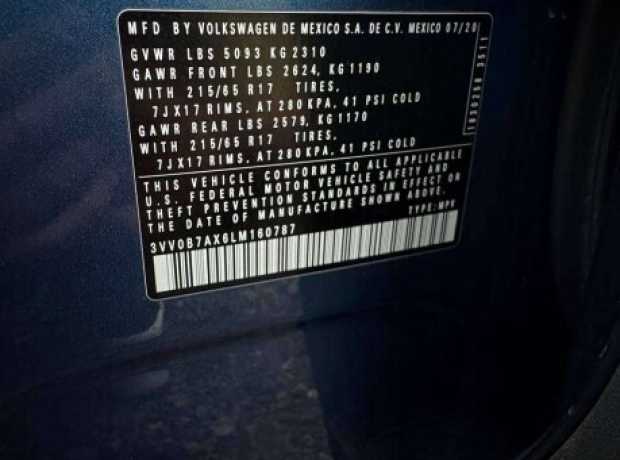 MFD BY VOLKSWAGEN DE MEXICO S.A. DE C.V. MEXICO 07/20
GVWR LBS 5093 KG 2310
GAWR FRONT LBS 2624, KG 1190
WITH 215/65 R17 TIRES,
7JX17 RIMS, AT 280 KPA, 41 PSI COLD
GAWR REAR LBS 2579, KG 1170
WITH 215/65 R17 TIRES,
7JX17 RIMS, AT 280 KPA, 41 PSI COLD
THIS VEHICLE CONFORMS TO ALL APPLICABLE
U.S. FEDERAL MOTOR VEHICLE SAFETY AND
THEFT PREVENTION STANDARDS IN EFFECT ON
THE DATE OF MANUFACTURE SHOWN ABOVE.
3VV0B7AX6LM160787 TYPE: MPV